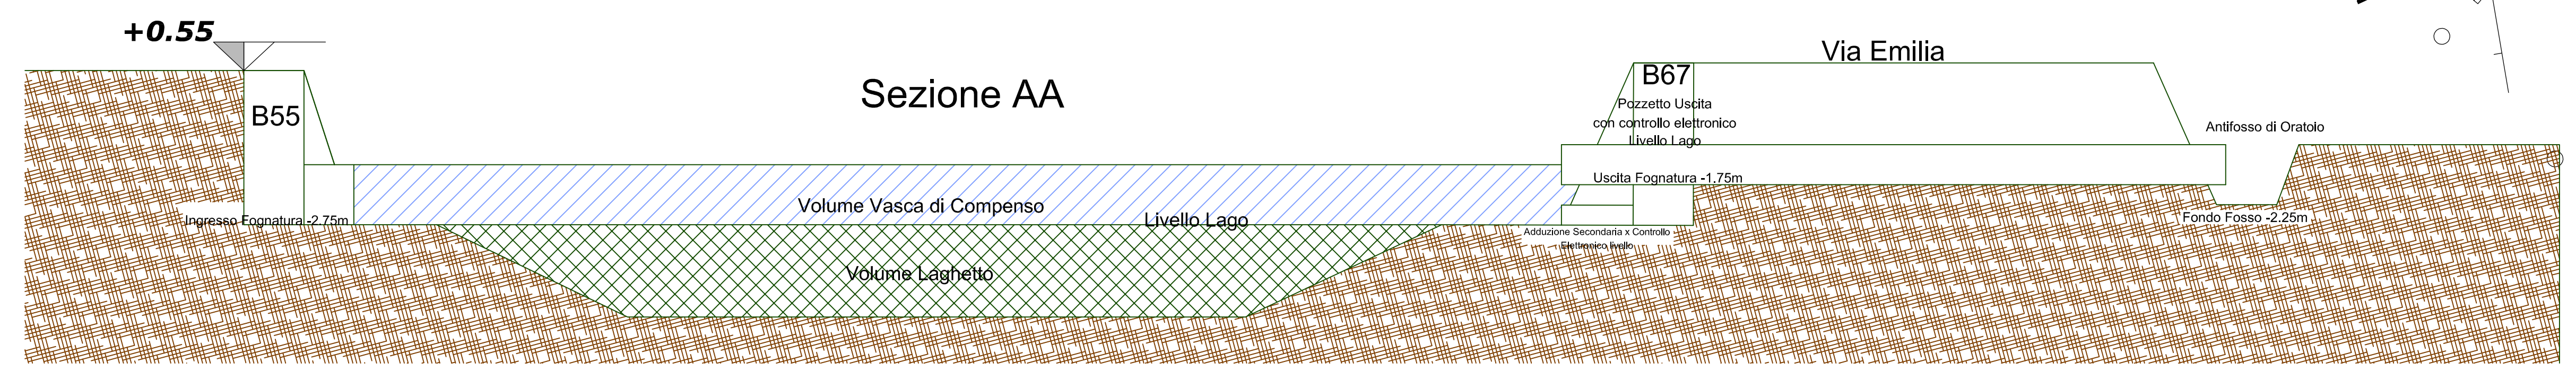 +0.55
Via Emilia
B67
Sezione AA
B55
Pozzetto Uscita
con controllo elettronico
Livello Lago
Antifosso di Oratoio
Uscita Fognatura -1.75m
Volume Vasca di Compenso
Livello Lago
Ingresso Fognatura -2.75m
Fondo Fosso -2.25m
Adduzione Secondaria x Controllo
Elettronico livello
Volume Laghetto